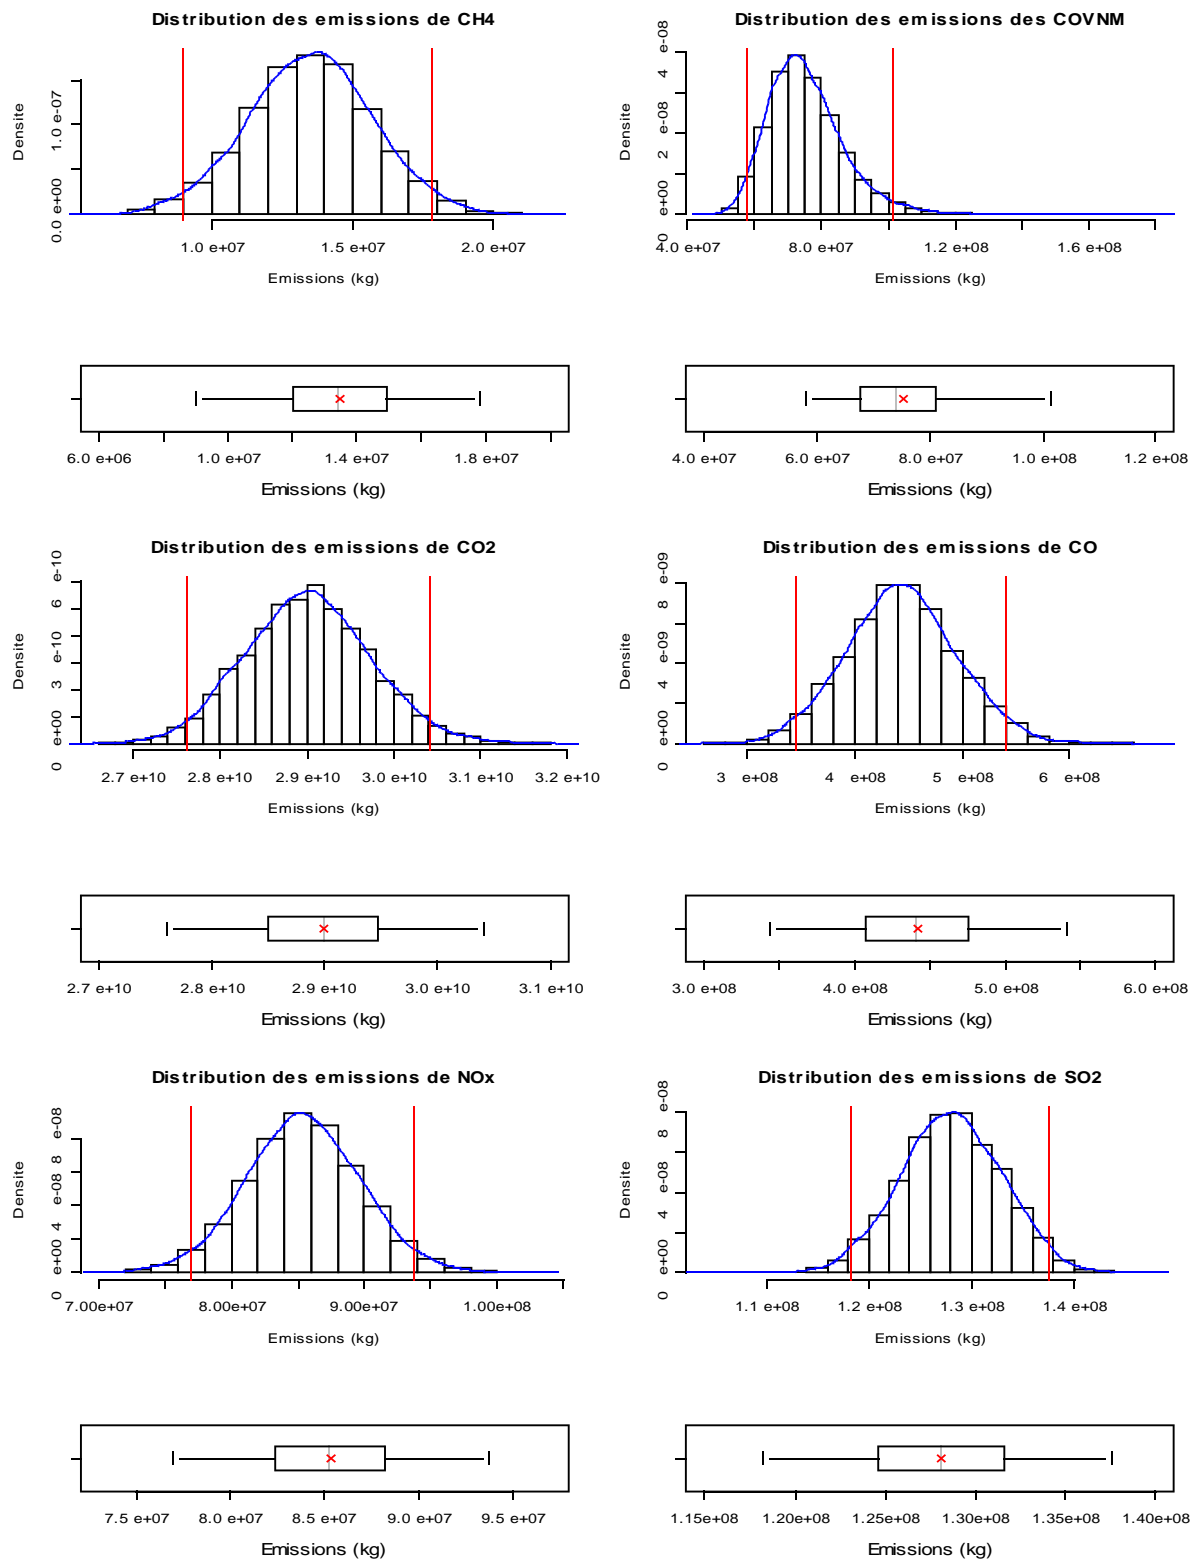 Distribution des emissions de CH4
Densite
0.0 e+00
1.0 e-07
1.0 e+07 1.5 e+07 2.0 e+07
Emissions (kg)
6.0 e+06 1.0 e+07 1.4 e+07 1.8 e+07
Emissions (kg)
Distribution des emissions des COVNM
Densite
0 e+00 2 e-08 4 e-08
4.0 e+07 8.0 e+07 1.2 e+08 1.6 e+08
Emissions (kg)
4.0 e+07 6.0 e+07 8.0 e+07 1.0 e+08 1.2 e+08
Emissions (kg)
Distribution des emissions de CO2
Densite
0 e+00 3 e-10 6 e-10
2.7 e+10 2.8 e+10 2.9 e+10 3.0 e+10 3.1 e+10 3.2 e+10
Emissions (kg)
2.7 e+10 2.8 e+10 2.9 e+10 3.0 e+10 3.1 e+10
Emissions (kg)
Distribution des emissions de CO
Densite
0 e+00 4 e-09 8 e-09
3 e+08 4 e+08 5 e+08 6 e+08
Emissions (kg)
3.0 e+08 4.0 e+08 5.0 e+08 6.0 e+08
Emissions (kg)
Distribution des emissions de NOx
Densite
0 e+00 4 e-08 8 e-08
7.00e+07 8.00e+07 9.00e+07 1.00e+08
Emissions (kg)
7.5 e+07 8.0 e+07 8.5 e+07 9.0 e+07 9.5 e+07
Emissions (kg)
Distribution des emissions de SO2
Densite
0 e+00 4 e-08 8 e-08
1.1 e+08 1.2 e+08 1.3 e+08 1.4 e+08
Emissions (kg)
1.15e+08 1.20e+08 1.25e+08 1.30e+08 1.35e+08 1.40e+08
Emissions (kg)